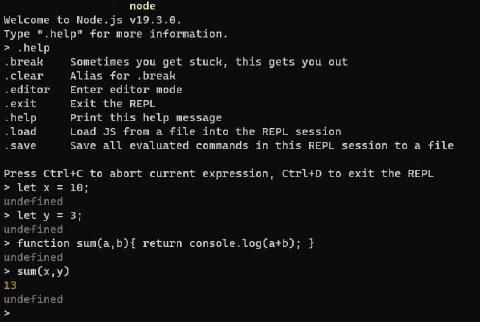 node
Welcome to Node.js v19.3.0.
Type ".help" for more information.
> .help
.break    Sometimes you get stuck, this gets you out
.clear    Alias for .break
.editor   Enter editor mode
.exit     Exit the REPL
.help     Print this help message
.load     Load JS from a file into the REPL session
.save     Save all evaluated commands in this REPL session to a file

Press Ctrl+C to abort current expression, Ctrl+D to exit the REPL
> let x = 10;
undefined
> let y = 3;
undefined
> function sum(a,b){ return console.log(a+b); }
undefined
> sum(x,y)
13
undefined
>